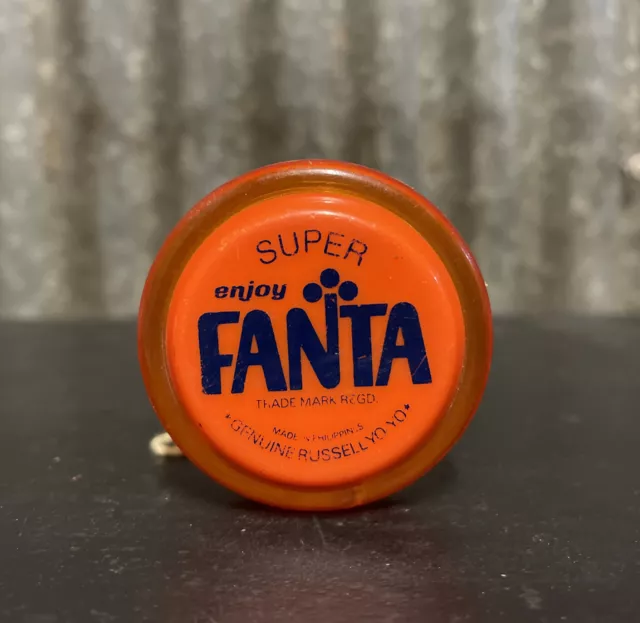 SUPER
enjoy
FANTA
TRADE MARK REGD.
MADE IN PHILIPPINES
*GENUINE RUSSELL YO YO*